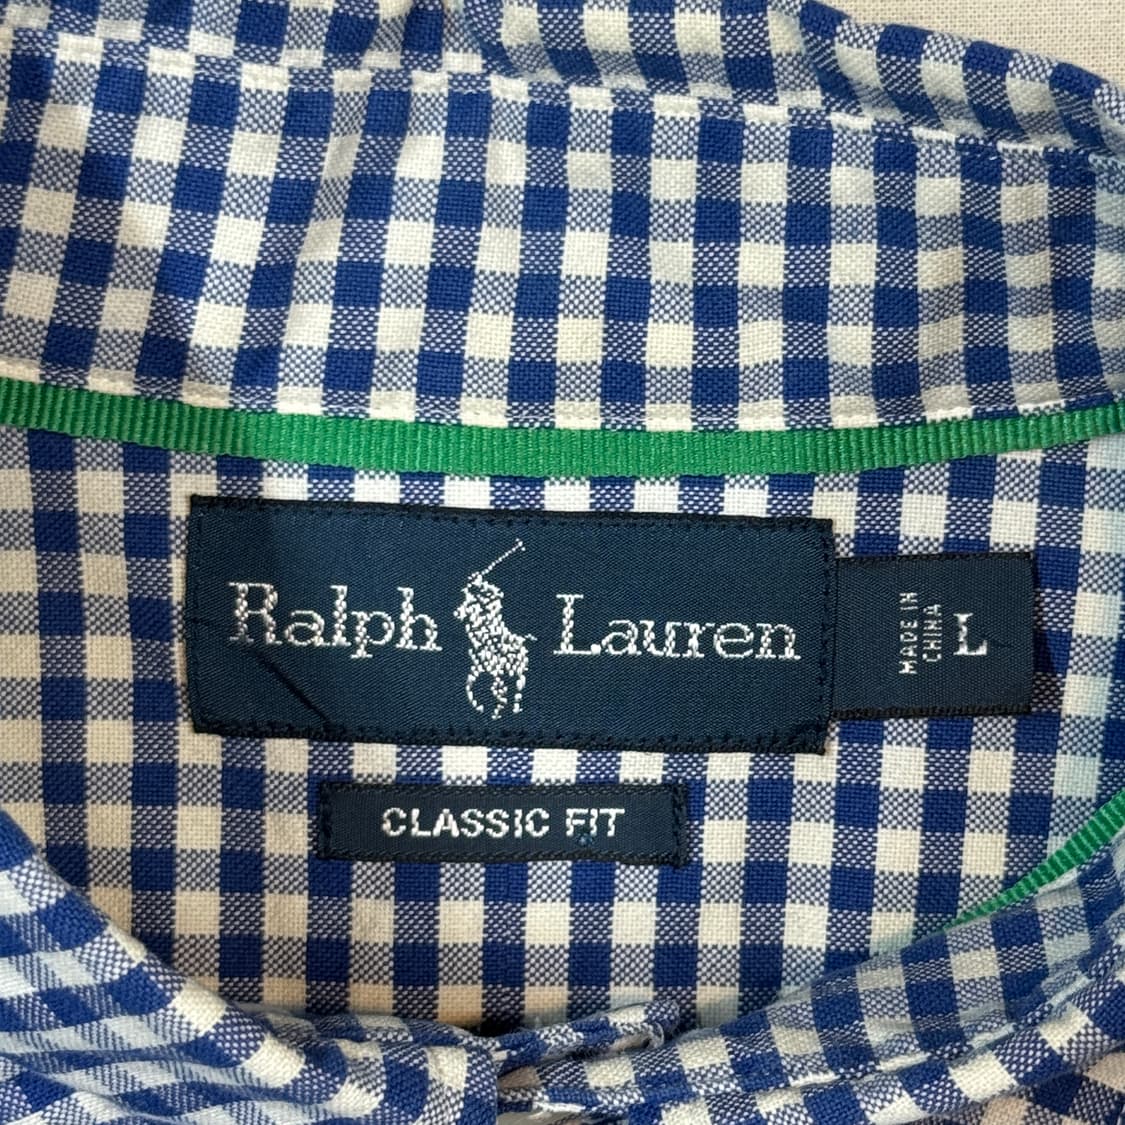 Ralph Lauren
MADE IN
CHINA
L
CLASSIC FIT